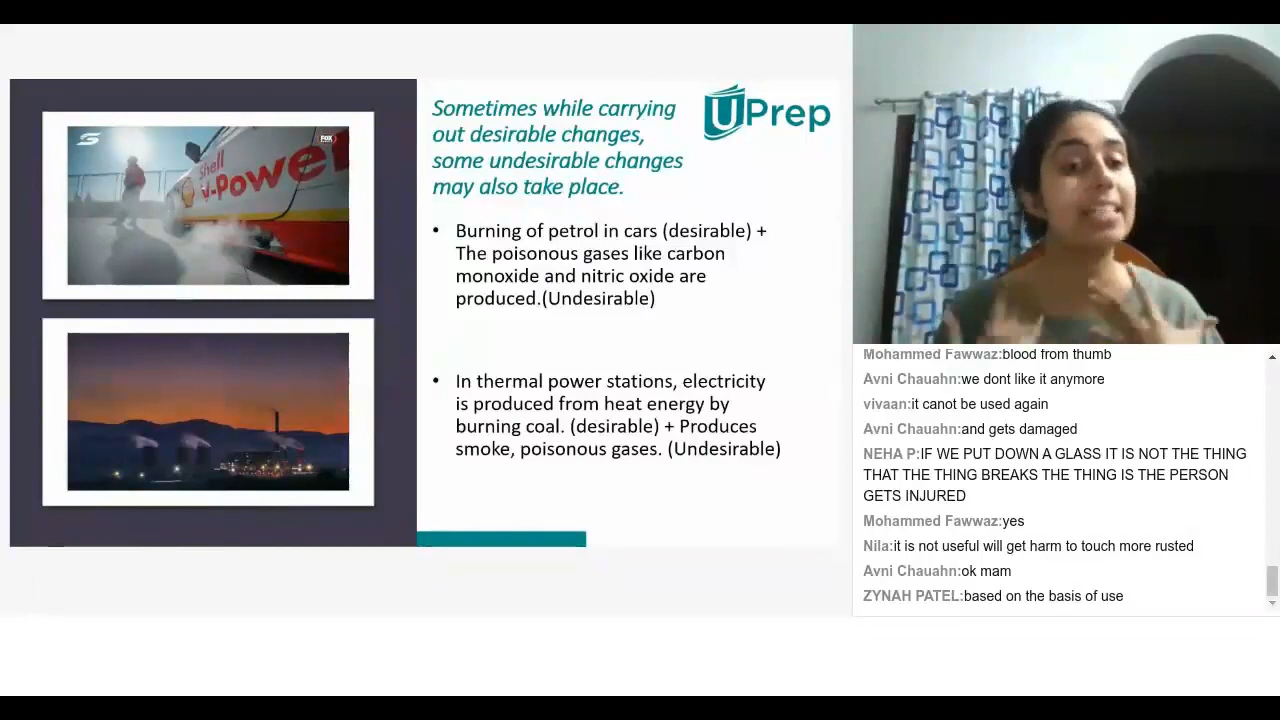 Shell
V-Power
FOX
Sometimes while carrying
out desirable changes,
some undesirable changes
may also take place.
UPrep
• Burning of petrol in cars (desirable) +
The poisonous gases like carbon
monoxide and nitric oxide are
produced.(Undesirable)
• In thermal power stations, electricity
is produced from heat energy by
burning coal. (desirable) + Produces
smoke, poisonous gases. (Undesirable)
Mohammed Fawwaz:blood from thumb
Avni Chauahn:we dont like it anymore
vivaan:it canot be used again
Avni Chauahn:and gets damaged
NEHA P:IF WE PUT DOWN A GLASS IT IS NOT THE THING
THAT THE THING BREAKS THE THING IS THE PERSON
GETS INJURED
Mohammed Fawwaz:yes
Nila:it is not useful will get harm to touch more rusted
Avni Chauahn:ok mam
ZYNAH PATEL:based on the basis of use